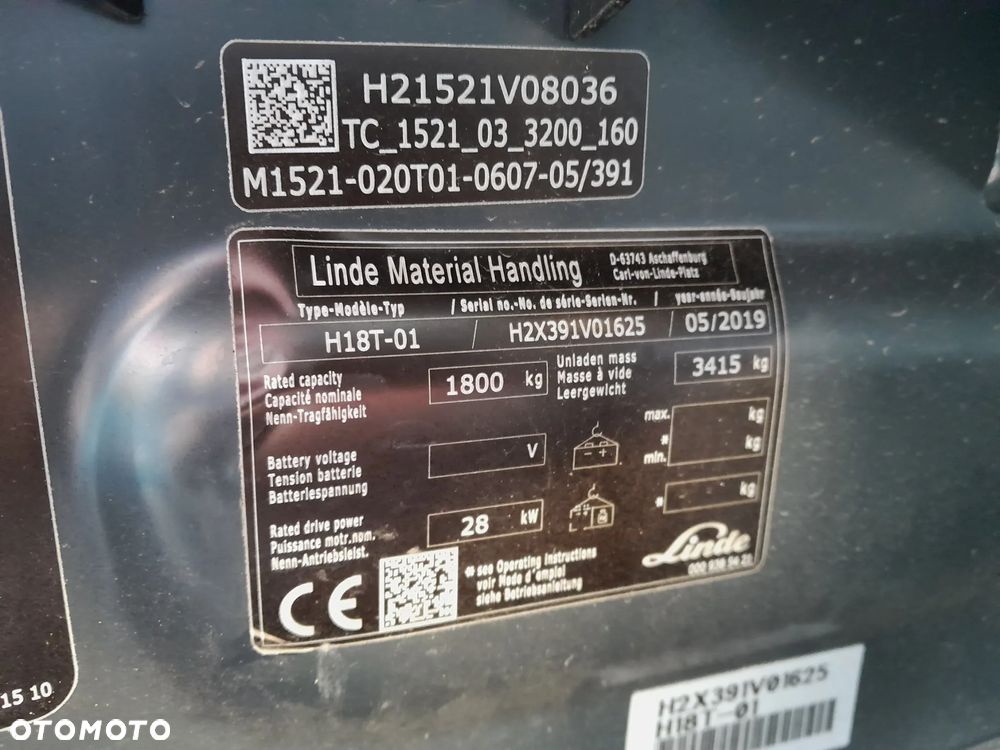 H21521V08036
TC_1521_03_3200_160
M1521-020T01-0607-05/391
Linde Material Handling
D-63743 Aschaffenburg
Carl-von-Linde-Platz
Type-Modèle-Typ / Serial no.-No. de série-Serien-Nr. / year-année-Baujahr
H18T-01 / H2X391V01625 / 05/2019
Rated capacity
Capacité nominale
Nenn-Tragfähigkeit
1800 kg
Unladen mass
Masse à vide
Leergewicht
3415 kg
Battery voltage
Tension batterie
Batteriespannung
V
- +
max. kg
* kg
min.
* kg
Rated drive power
Puissance motr.nom.
Nenn-Antriebsleist.
28 kW
* see Operating Instructions
voir Mode d'emploi
siehe Betriebsanleitung
Linde
CE
H2X391V01625
H18T-01
15 10
OTOMOTO